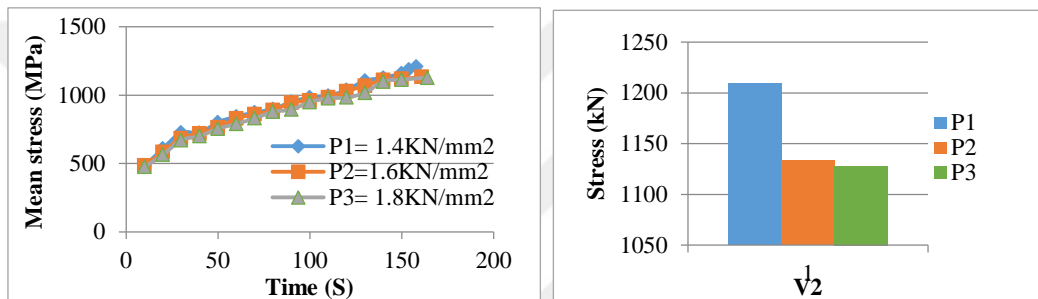 Mean stress (MPa)
1500
1000
500
0
P1= 1.4KN/mm2
P2=1.6KN/mm2
P3= 1.8KN/mm2
0 50 100 150 200
Time (S)
Stress (kN)
1250
1200
1150
1100
1050
P1
P2
P3
1
V2